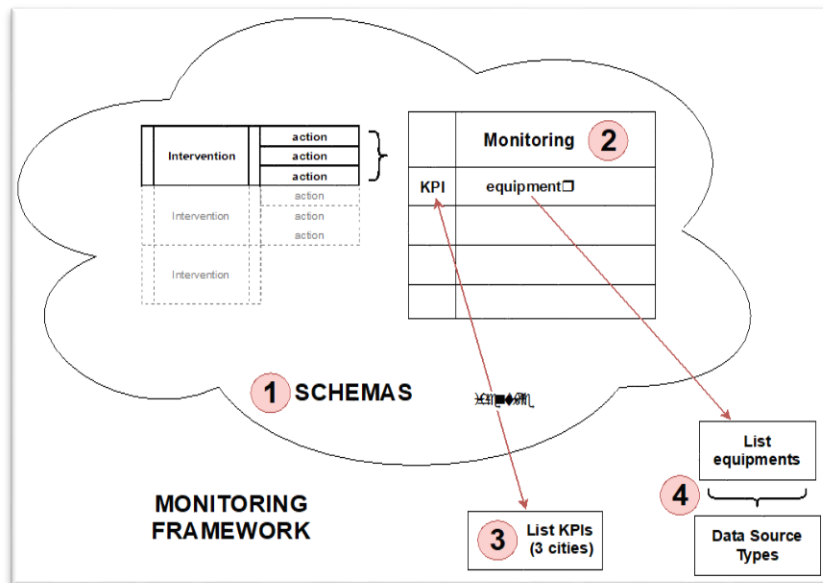 Intervention
action
action
action
Intervention
action
action
action
Intervention
Monitoring 2
KPI equipment❐
1 SCHEMAS
MONITORING
FRAMEWORK
3 List KPIs
(3 cities)
List
equipments
4
Data Source
Types